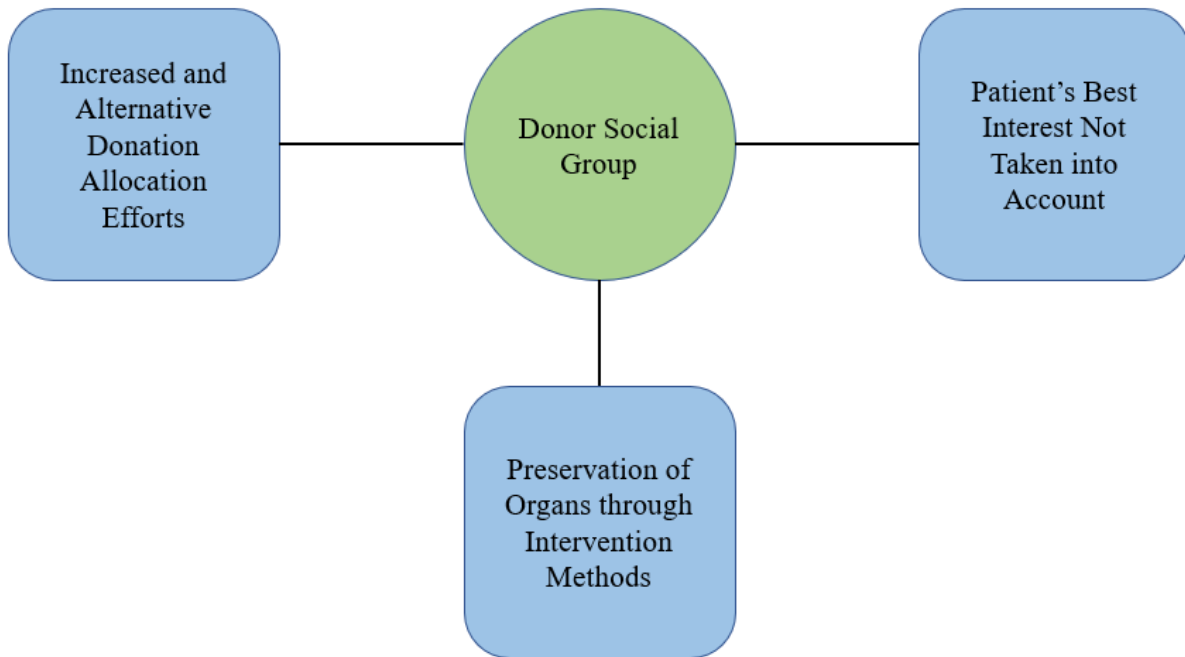 Increased and
Alternative
Donation
Allocation
Efforts
Donor Social
Group
Patient’s Best
Interest Not
Taken into
Account
Preservation of
Organs through
Intervention
Methods